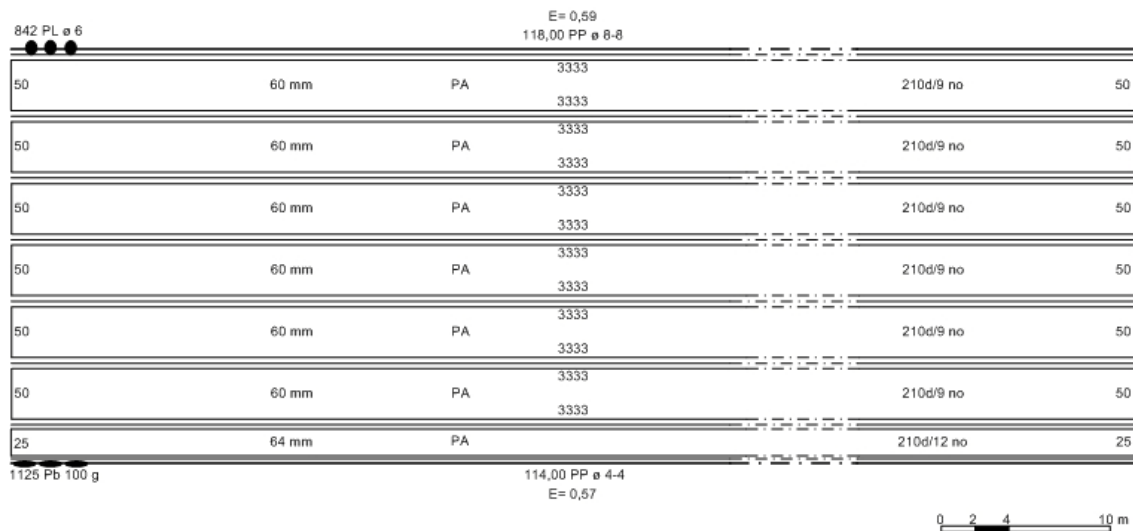 E= 0,59
842 PL ø 6
118,00 PP ø 8-8
3333
50 60 mm PA 210d/9 no 50
3333
3333
50 60 mm PA 210d/9 no 50
3333
3333
50 60 mm PA 210d/9 no 50
3333
3333
50 60 mm PA 210d/9 no 50
3333
3333
50 60 mm PA 210d/9 no 50
3333
3333
50 60 mm PA 210d/9 no 50
3333
25 64 mm PA 210d/12 no 25
1125 Pb 100 g 114,00 PP ø 4-4
E= 0,57
0 2 4 10 m